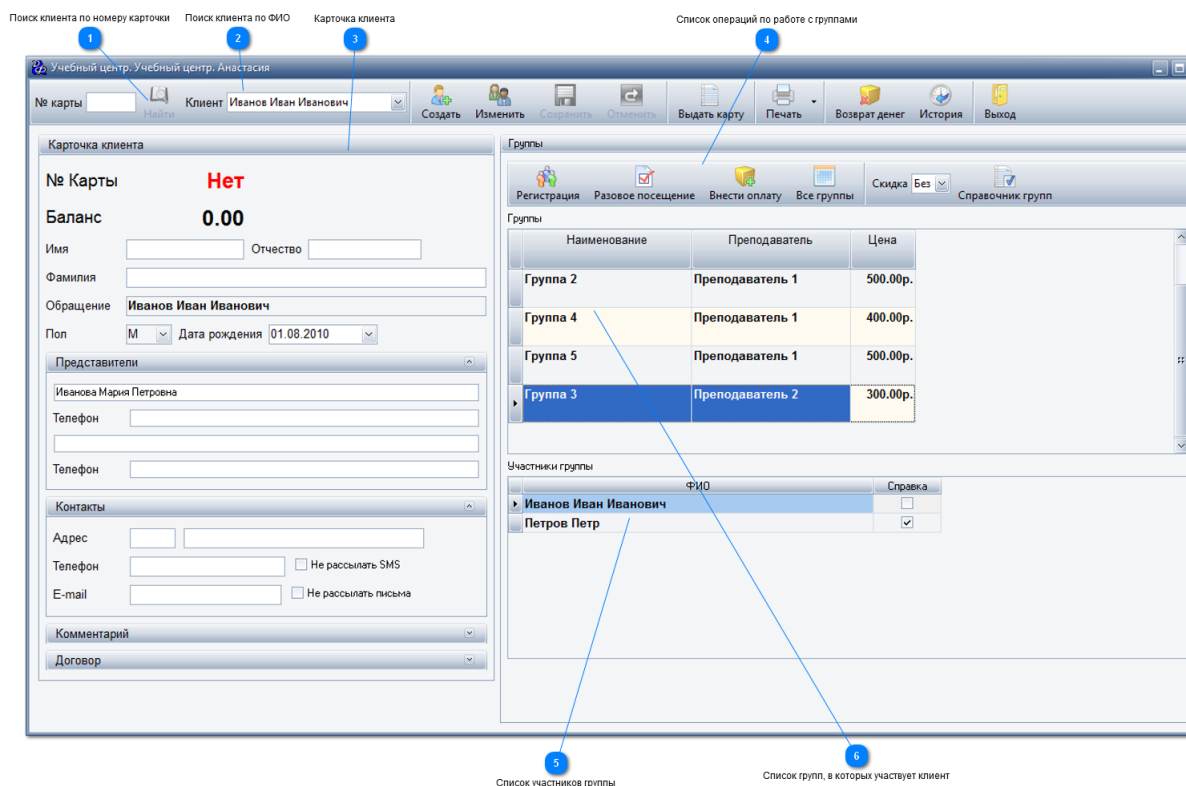 Поиск клиента по номеру карточки Поиск клиента по ФИО Карточка клиента Список операций по работе с группами
1 2 3 4
Учебный центр. Учебный центр. Анастасия
№ карты Найти Клиент Иванов Иван Иванович Создать Изменить Сохранить Отменить Выдать карту Печать Возврат денег История Выход
Карточка клиента
№ Карты Нет
Баланс 0.00
Имя Отчество
Фамилия
Обращение Иванов Иван Иванович
Пол М Дата рождения 01.08.2010
Представители
Иванова Мария Петровна
Телефон
Телефон
Контакты
Адрес
Телефон Не рассылать SMS
E-mail Не рассылать письма
Комментарий
Договор
Группы
Регистрация Разовое посещение Внести оплату Все группы Скидка Без Справочник групп
Группы
Наименование Преподаватель Цена
Группа 2 Преподаватель 1 500.00р.
Группа 4 Преподаватель 1 400.00р.
Группа 5 Преподаватель 1 500.00р.
Группа 3 Преподаватель 2 300.00р.
Участники группы
ФИО Справка
Иванов Иван Иванович
Петров Петр
5 6
Список участников группы Список групп, в которых участвует клиент